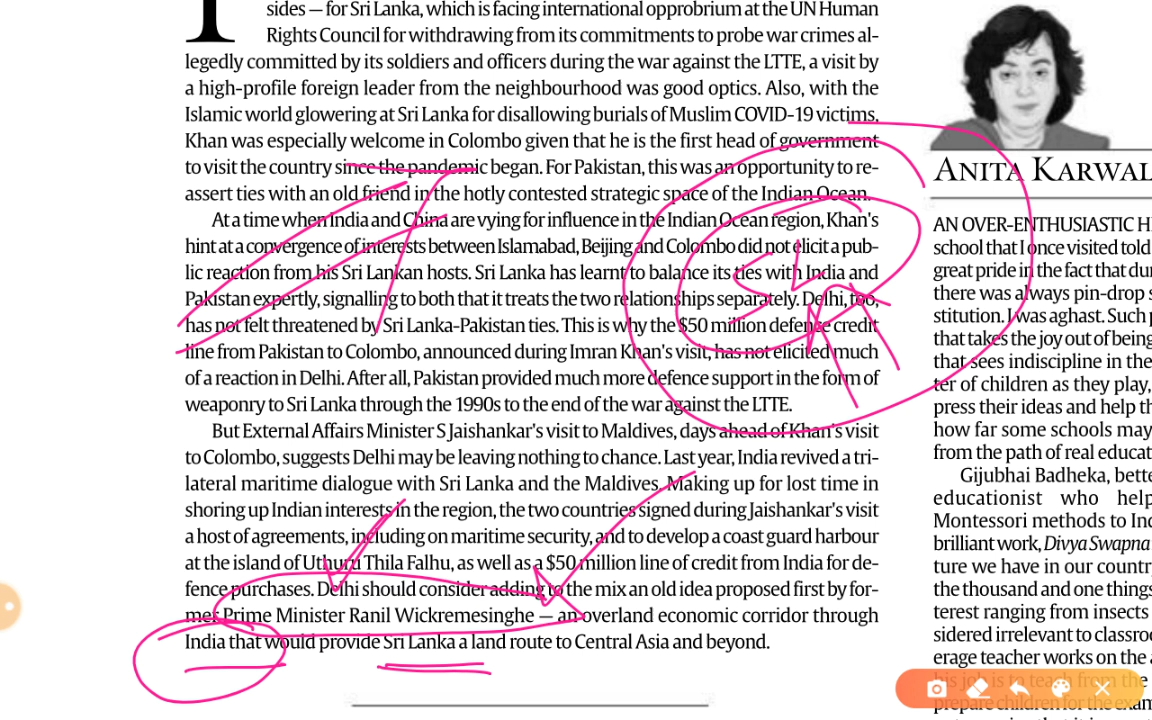 sides — for Sri Lanka, which is facing international opprobrium at the UN Human
Rights Council for withdrawing from its commitments to probe war crimes al-
legedly committed by its soldiers and officers during the war against the LTTE, a visit by
a high-profile foreign leader from the neighbourhood was good optics. Also, with the
Islamic world glowering at Sri Lanka for disallowing burials of Muslim COVID-19 victims,
Khan was especially welcome in Colombo given that he is the first head of government
to visit the country since the pandemic began. For Pakistan, this was an opportunity to re-
assert ties with an old friend in the hotly contested strategic space of the Indian Ocean.
At a time when India and China are vying for influence in the Indian Ocean region, Khan's
hint at a convergence of interests between Islamabad, Beijing and Colombo did not elicit a pub-
lic reaction from his Sri Lankan hosts. Sri Lanka has learnt to balance its ties with India and
Pakistan expertly, signalling to both that it treats the two relationships separately. Delhi, too,
has not felt threatened by Sri Lanka-Pakistan ties. This is why the $50 million defence credit
line from Pakistan to Colombo, announced during Imran Khan's visit, has not elicited much
of a reaction in Delhi. After all, Pakistan provided much more defence support in the form of
weaponry to Sri Lanka through the 1990s to the end of the war against the LTTE.
But External Affairs Minister S Jaishankar's visit to Maldives, days ahead of Khan's visit
to Colombo, suggests Delhi may be leaving nothing to chance. Last year, India revived a tri-
lateral maritime dialogue with Sri Lanka and the Maldives. Making up for lost time in
shoring up Indian interests in the region, the two countries signed during Jaishankar's visit
a host of agreements, including on maritime security, and to develop a coast guard harbour
at the island of Uthuru Thila Falhu, as well as a $50 million line of credit from India for de-
fence purchases. Delhi should consider adding to the mix an old idea proposed first by for-
mer Prime Minister Ranil Wickremesinghe — an overland economic corridor through
India that would provide Sri Lanka a land route to Central Asia and beyond.
ANITA KARWAL
AN OVER-ENTHUSIASTIC H
school that I once visited told
great pride in the fact that du
there was always pin-drop s
stitution. I was aghast. Such p
that takes the joy out of being
that sees indiscipline in the
ter of children as they play,
press their ideas and help th
how far some schools may
from the path of real educat
Gijubhai Badheka, bette
educationist who help
Montessori methods to Ind
brilliant work, Divya Swapna
ture we have in our country
the thousand and one things
terest ranging from insects
sidered irrelevant to classroo
erage teacher works on the a
his job is to teach from the
prepare children for the exam